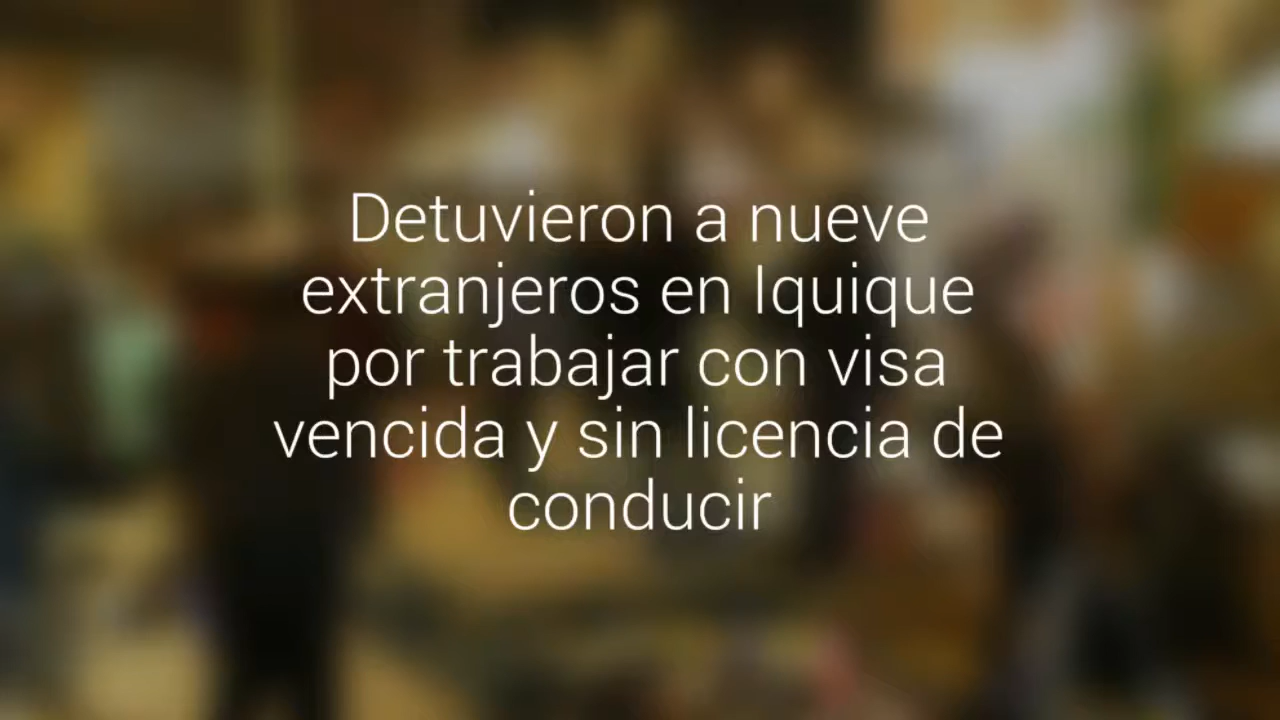 Detuvieron a nueve
extranjeros en Iquique
por trabajar con visa
vencida y sin licencia de
conducir